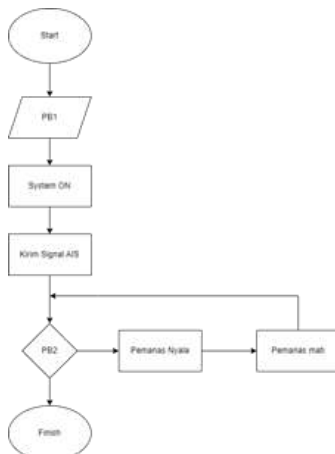 Start
PB1
System ON
Kirim Signal AIS
PB2
Pemanas Nyala
Pemanas mati
Finish